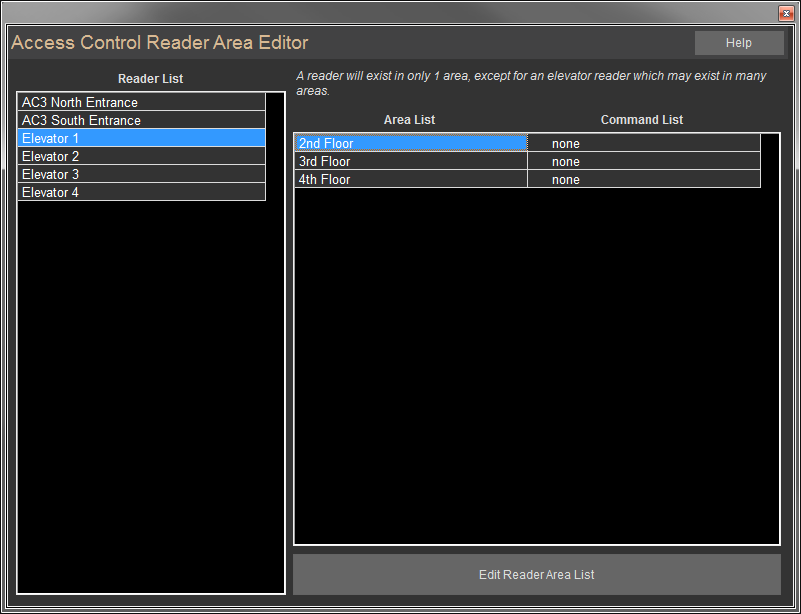 Access Control Reader Area Editor
Help
Reader List
AC3 North Entrance
AC3 South Entrance
Elevator 1
Elevator 2
Elevator 3
Elevator 4
A reader will exist in only 1 area, except for an elevator reader which may exist in many
areas.
Area List Command List
2nd Floor none
3rd Floor none
4th Floor none
Edit Reader Area List